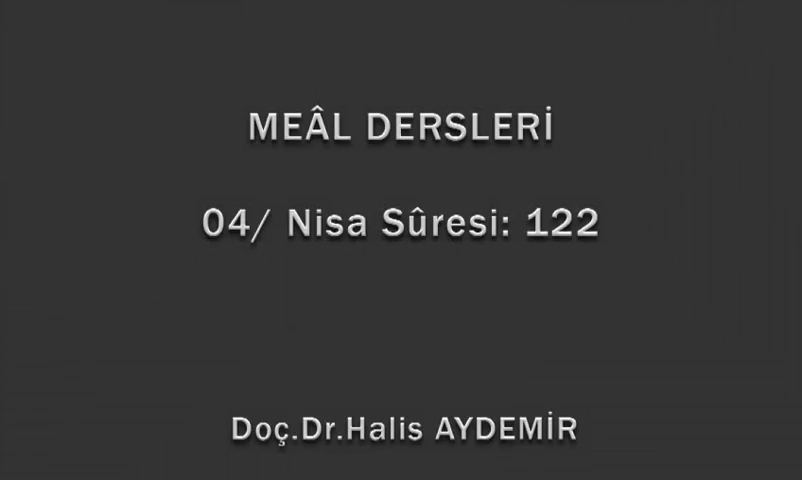 MEÂL DERSLERİ
04/ Nisa Sûresi: 122
Doç.Dr.Halis AYDEMİR